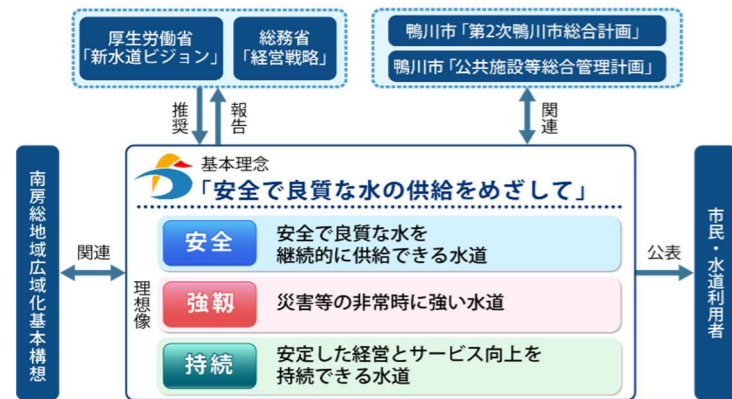 厚生労働省
「新水道ビジョン」
総務省
「経営戦略」
鴨川市「第2次鴨川市総合計画」
鴨川市「公共施設等総合管理計画」
推奨
報告
関連
南房総地域広域化基本構想
関連
基本理念
「安全で良質な水の供給をめざして」
理想像
安全
安全で良質な水を
継続的に供給できる水道
強靱
災害等の非常時に強い水道
持続
安定した経営とサービス向上を
持続できる水道
公表
市民・水道利用者